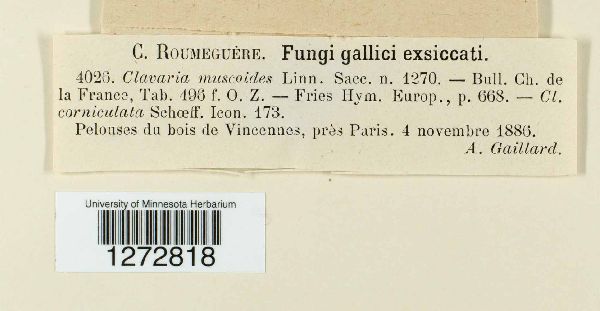 C. ROUMEGUÈRE. Fungi gallici exsiccati.
4026. Clavaria muscoides Linn. Sacc. n. 1270. — Bull. Ch. de
la France, Tab. 496 f. O. Z. — Fries Hym. Europ., p. 668. — Cl.
corniculata Schœff. Icon. 173.
Pelouses du bois de Vincennes, près Paris. 4 novembre 1886.
A. Gaillard.
University of Minnesota Herbarium
1272818